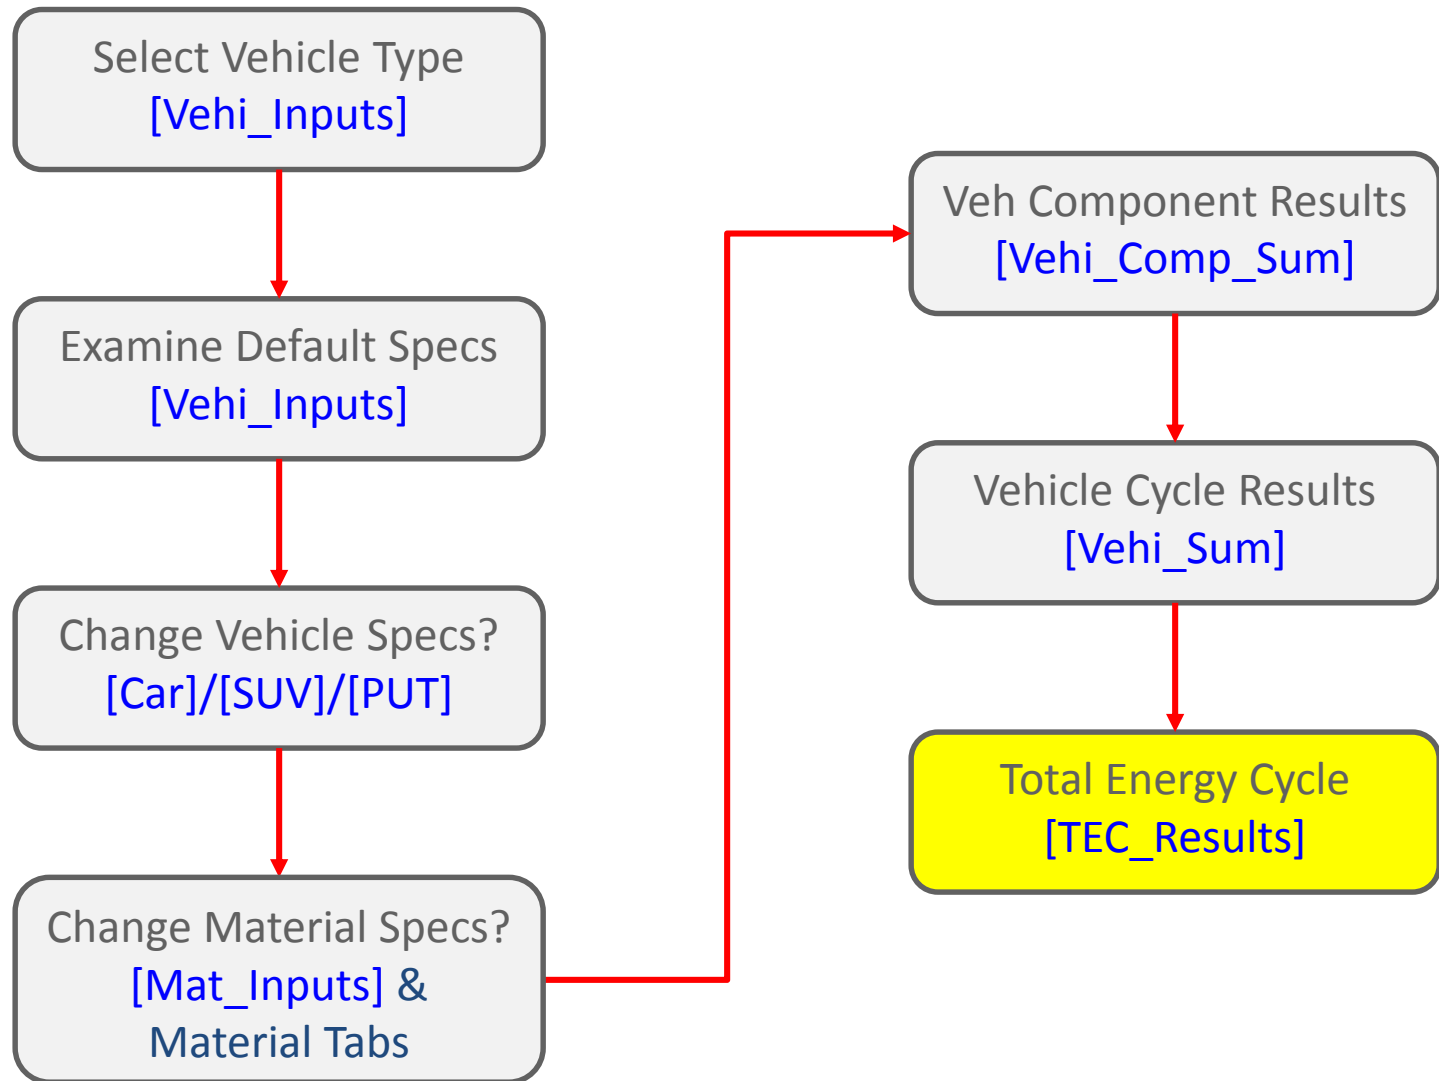 Select Vehicle Type
[Vehi_Inputs]
Examine Default Specs
[Vehi_Inputs]
Change Vehicle Specs?
[Car]/[SUV]/[PUT]
Change Material Specs?
[Mat_Inputs] &
Material Tabs
Veh Component Results
[Vehi_Comp_Sum]
Vehicle Cycle Results
[Vehi_Sum]
Total Energy Cycle
[TEC_Results]